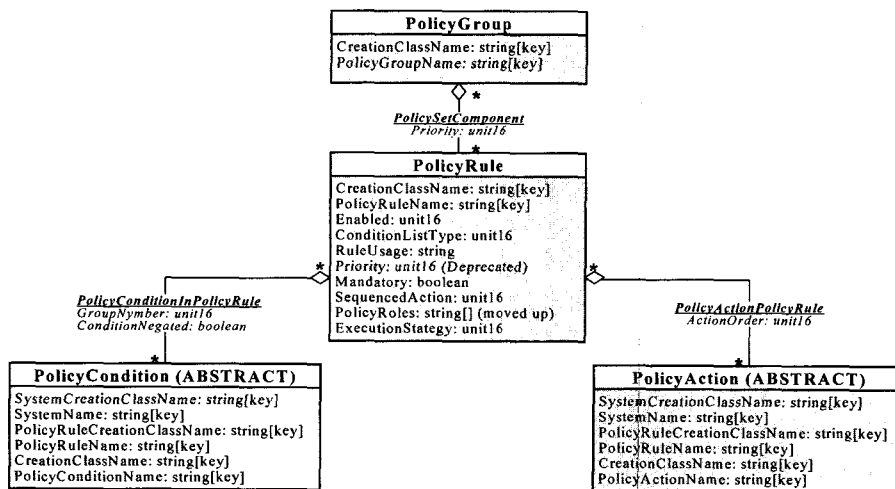 PolicyGroup
CreationClassName: string[key]
PolicyGroupName: string[key]
*
PolicySetComponent
Priority: unit16
*
PolicyRule
CreationClassName: string[key]
PolicyRuleName: string[key]
Enabled: unit16
ConditionListType: unit16
RuleUsage: string
Priority: unit16 (Deprecated)
Mandatory: boolean
SequencedAction: unit16
PolicyRoles: string[] (moved up)
ExecutionStategy: unit16
*
PolicyConditionInPolicyRule
GroupNymber: unit16
ConditionNegated: boolean
*
PolicyCondition (ABSTRACT)
SystemCreationClassName: string[key]
SystemName: string[key]
PolicyRuleCreationClassName: string[key]
PolicyRuleName: string[key]
CreationClassName: string[key]
PolicyConditionName: string[key]
*
PolicyActionPolicyRule
ActionOrder: unit16
*
PolicyAction (ABSTRACT)
SystemCreationClassName: string[key]
SystemName: string[key]
PolicyRuleCreationClassName: string[key]
PolicyRuleName: string[key]
CreationClassName: string[key]
PolicyActionName: string[key]